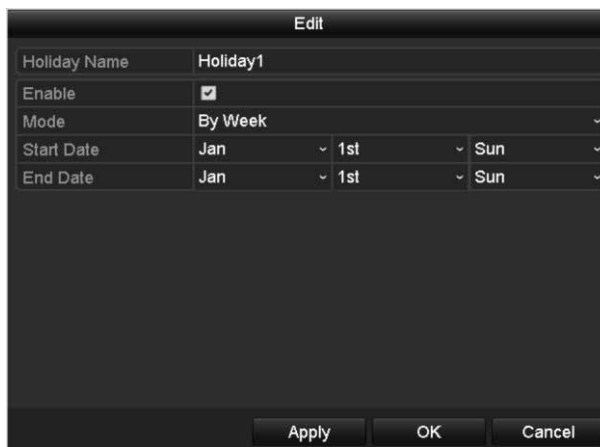 Edit
Holiday Name Holiday1
Enable
Mode By Week
Start Date Jan 1st Sun
End Date Jan 1st Sun
Apply OK Cancel